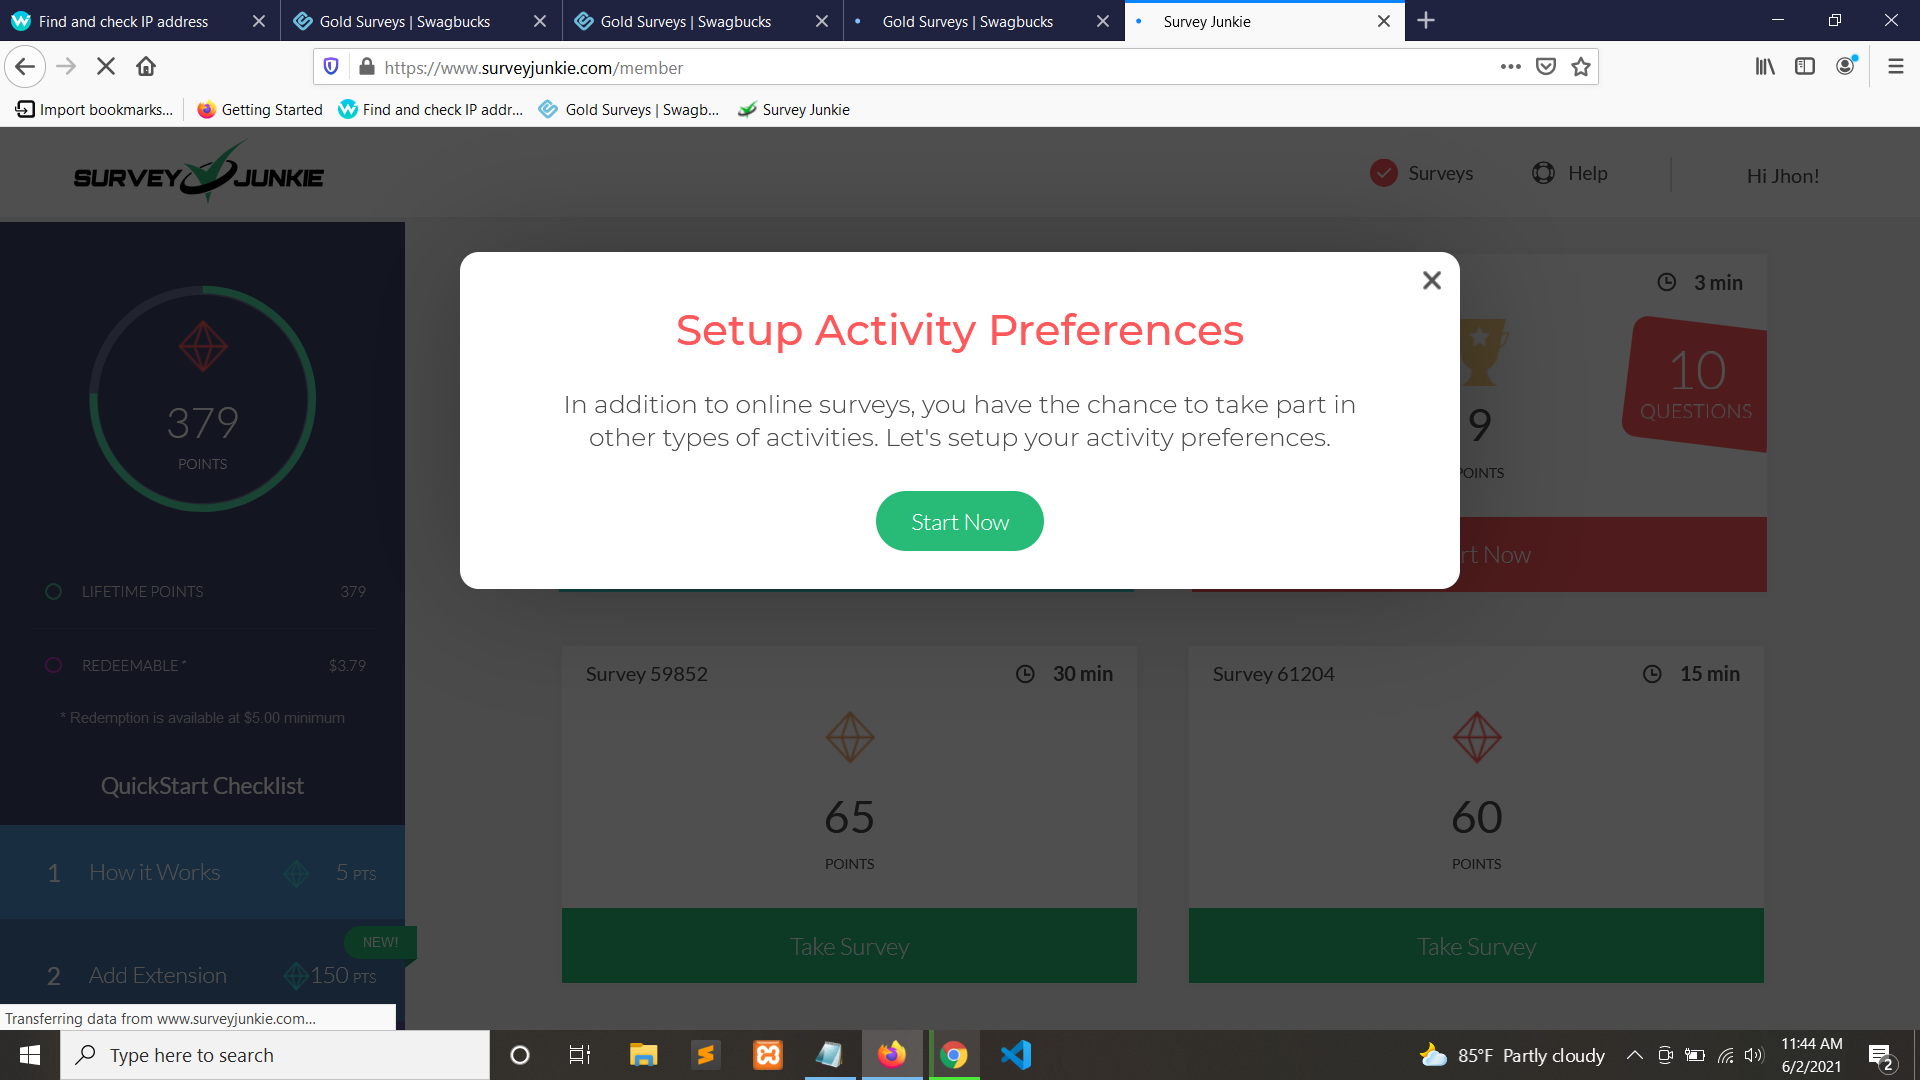 Find and check IP address
Gold Surveys | Swagbucks
Gold Surveys | Swagbucks
Gold Surveys | Swagbucks
Survey Junkie
https://www.surveyjunkie.com/member
Import bookmarks...
Getting Started
Find and check IP addr...
Gold Surveys | Swagb...
Survey Junkie
SURVEY JUNKIE
Surveys
Help
Hi Jhon!
379
POINTS
LIFETIME POINTS 379
REDEEMABLE* $3.79
* Redemption is available at $5.00 minimum
QuickStart Checklist
1 How it Works 5 PTS
NEW!
2 Add Extension 150 PTS
Setup Activity Preferences
In addition to online surveys, you have the chance to take part in
other types of activities. Let's setup your activity preferences.
Start Now
3 min
10
QUESTIONS
9
POINTS
rt Now
Survey 59852 30 min
65
POINTS
Take Survey
Survey 61204 15 min
60
POINTS
Take Survey
Transferring data from www.surveyjunkie.com...
Type here to search
85°F Partly cloudy
11:44 AM
6/2/2021
2